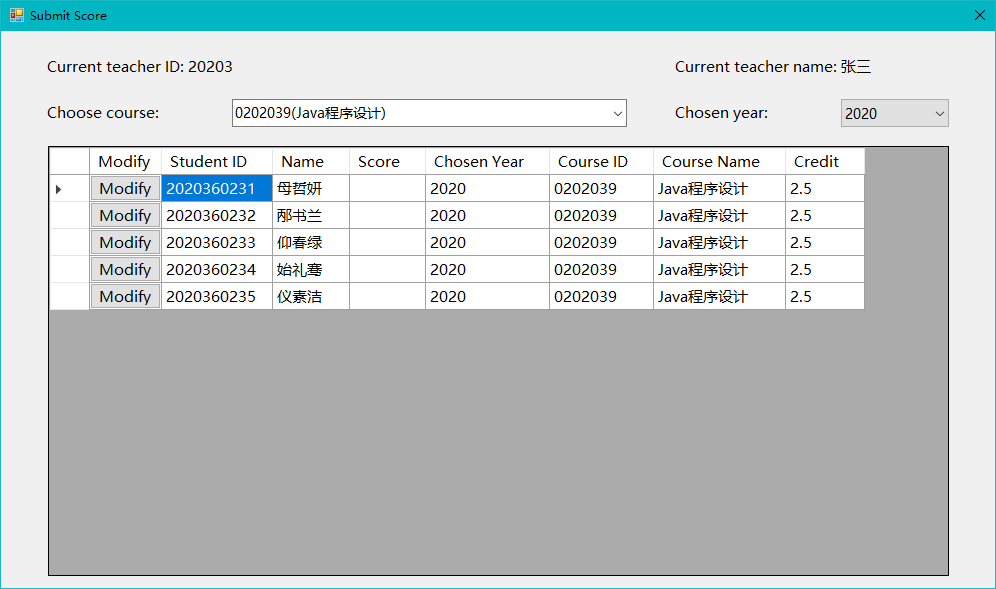 Submit Score
Current teacher ID: 20203 Current teacher name: 张三
Choose course: 0202039(Java程序设计) Chosen year: 2020
Modify Student ID Name Score Chosen Year Course ID Course Name Credit
Modify 2020360231 母哲妍 2020 0202039 Java程序设计 2.5
Modify 2020360232 邴书兰 2020 0202039 Java程序设计 2.5
Modify 2020360233 仰春绿 2020 0202039 Java程序设计 2.5
Modify 2020360234 始礼骞 2020 0202039 Java程序设计 2.5
Modify 2020360235 仪素洁 2020 0202039 Java程序设计 2.5